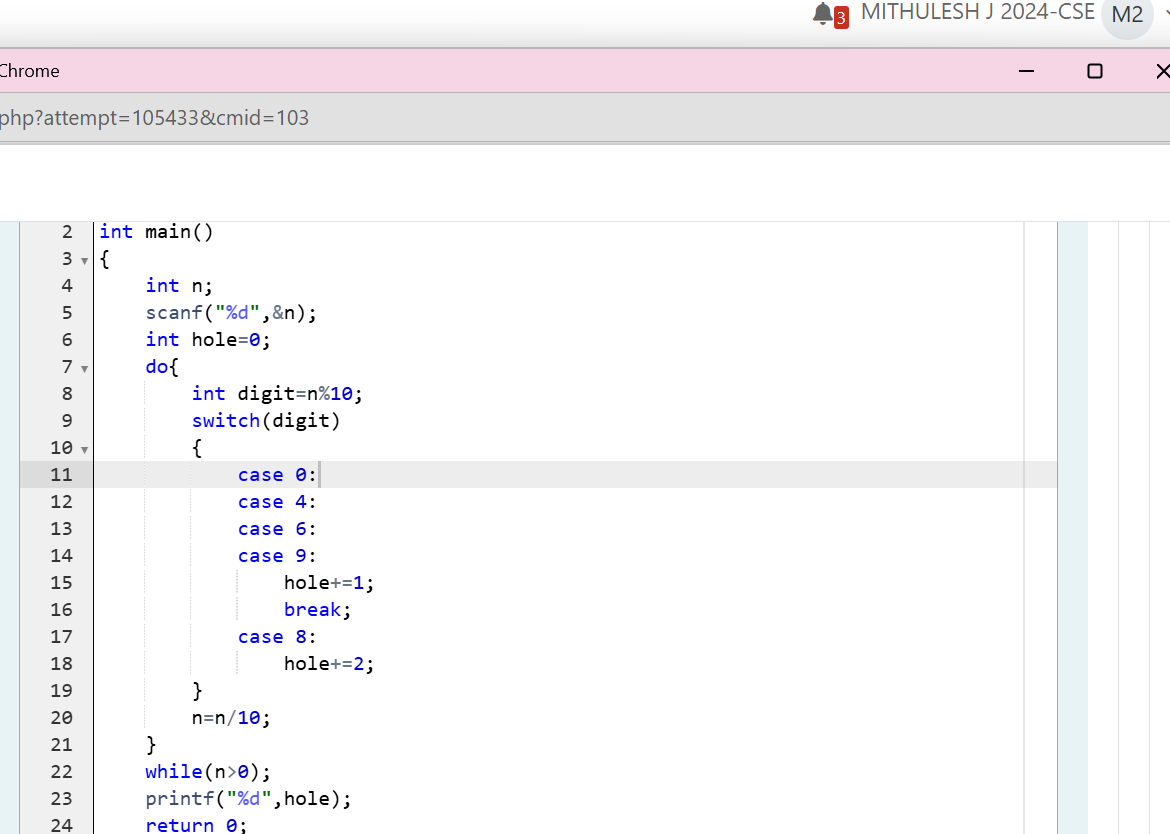 3 MITHULESH J 2024-CSE M2
Chrome
php?attempt=105433&cmid=103
2 int main()
3 {
4 int n;
5 scanf("%d",&n);
6 int hole=0;
7 do{
8 int digit=n%10;
9 switch(digit)
10 {
11 case 0:
12 case 4:
13 case 6:
14 case 9:
15 hole+=1;
16 break;
17 case 8:
18 hole+=2;
19 }
20 n=n/10;
21 }
22 while(n>0);
23 printf("%d",hole);
24 return 0;